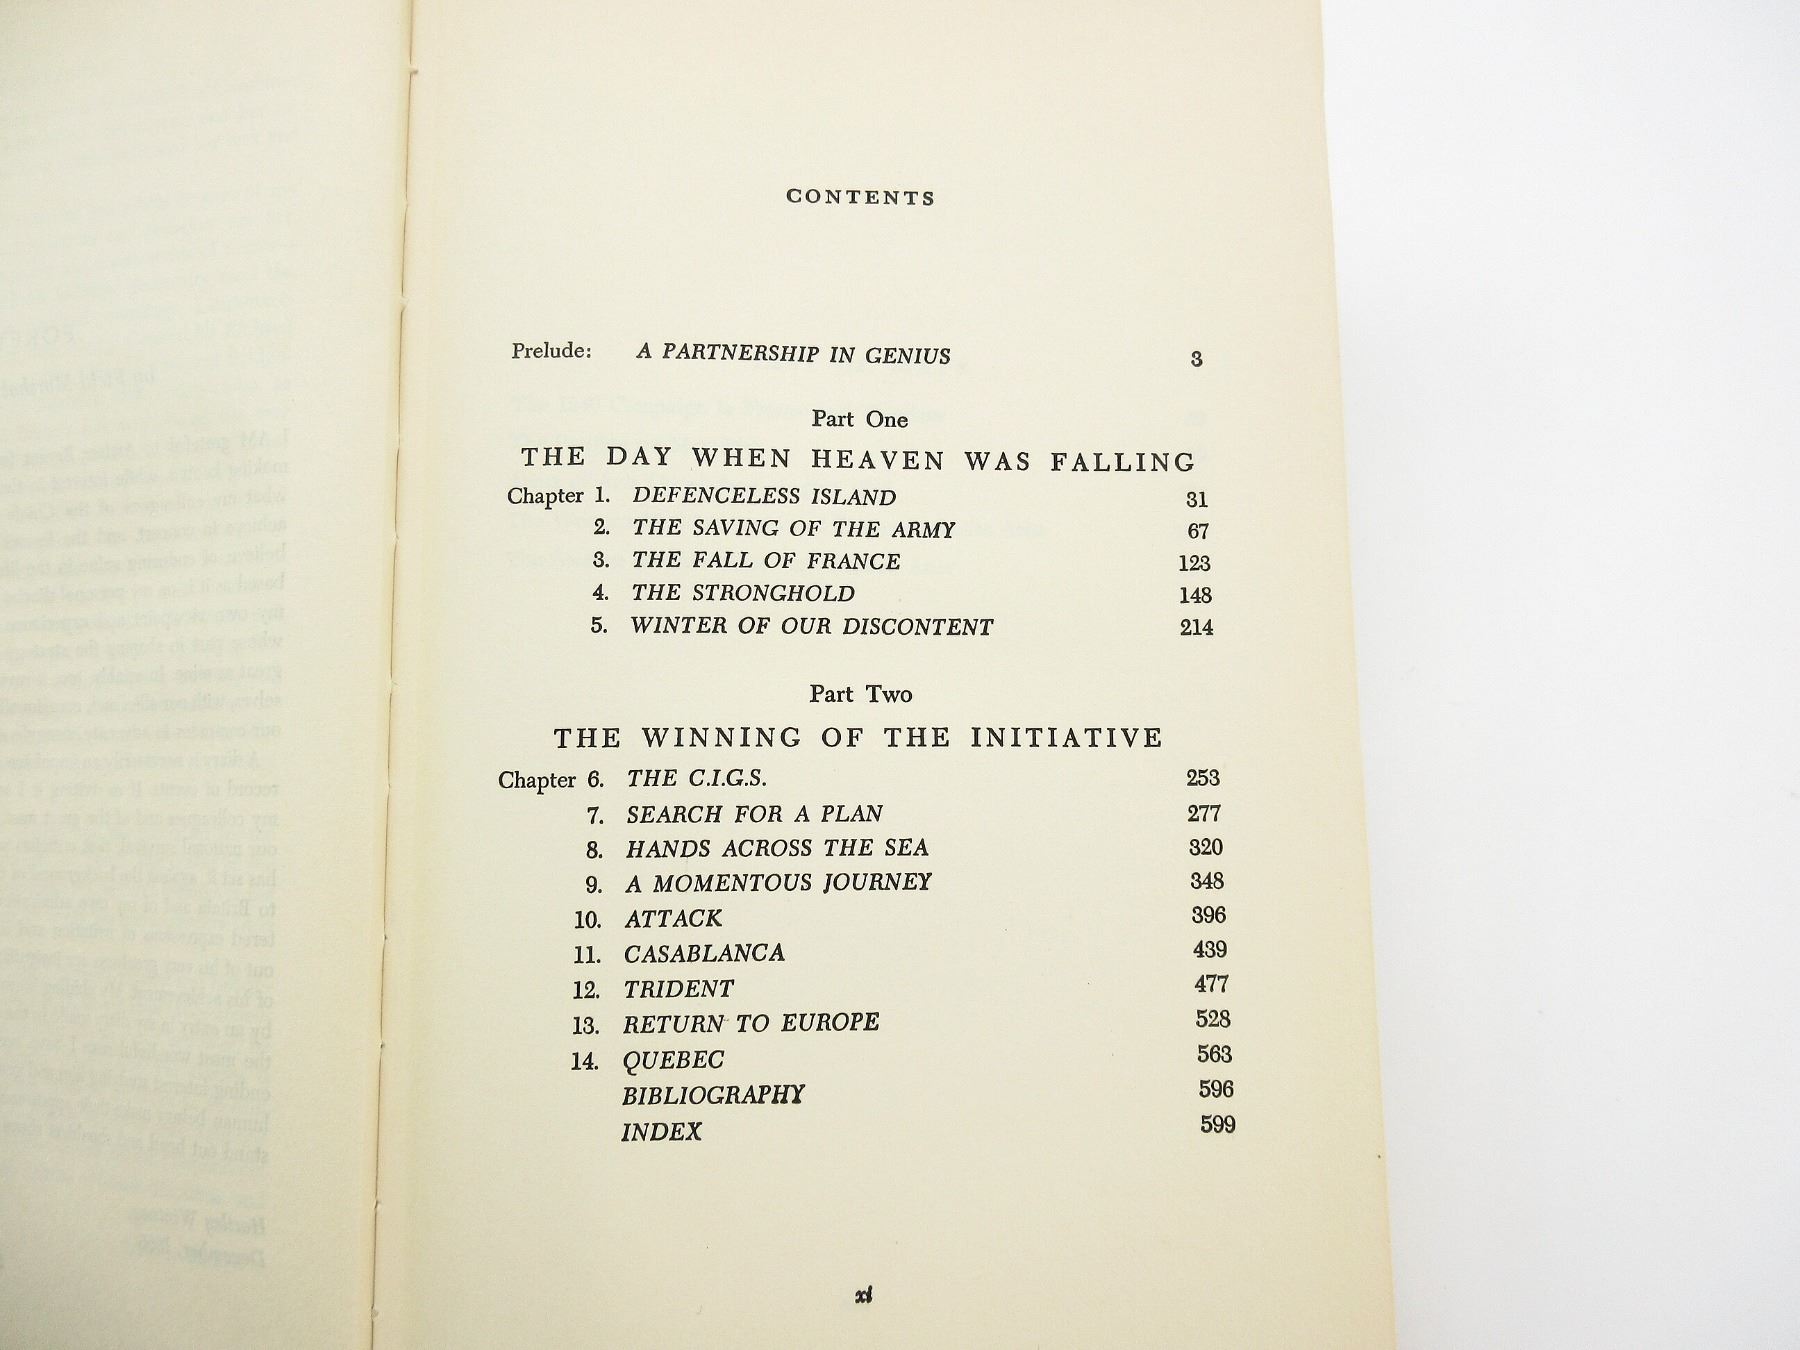 CONTENTS
Prelude: A PARTNERSHIP IN GENIUS 3
Part One
THE DAY WHEN HEAVEN WAS FALLING
Chapter 1. DEFENCELESS ISLAND 31
2. THE SAVING OF THE ARMY 67
3. THE FALL OF FRANCE 123
4. THE STRONGHOLD 148
5. WINTER OF OUR DISCONTENT 214
Part Two
THE WINNING OF THE INITIATIVE
Chapter 6. THE C.I.G.S. 253
7. SEARCH FOR A PLAN 277
8. HANDS ACROSS THE SEA 320
9. A MOMENTOUS JOURNEY 348
10. ATTACK 396
11. CASABLANCA 439
12. TRIDENT 477
13. RETURN TO EUROPE 528
14. QUEBEC 563
BIBLIOGRAPHY 596
INDEX 599
xi